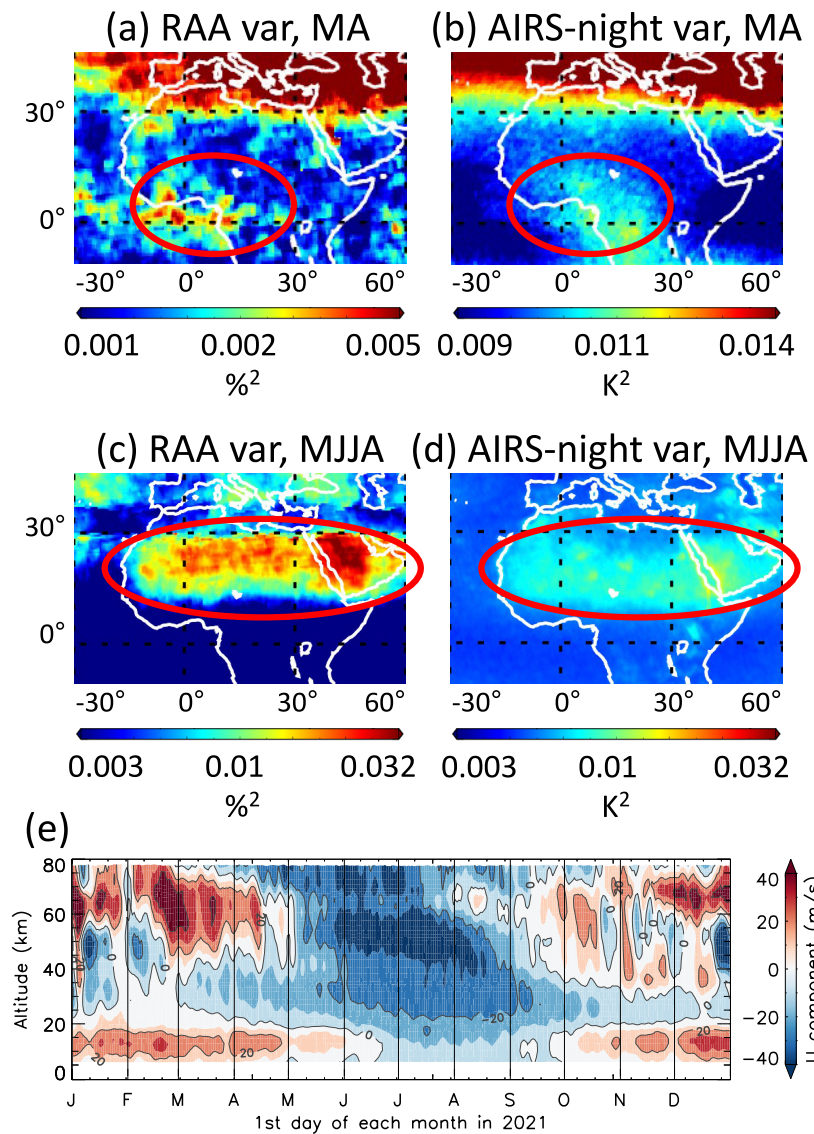 (a) RAA var, MA (b) AIRS-night var, MA
30°
0°
-30° 0° 30° 60° -30° 0° 30° 60°
0.001 0.002 0.005 0.009 0.011 0.014
%² K²
(c) RAA var, MJJA (d) AIRS-night var, MJJA
30°
0°
-30° 0° 30° 60° -30° 0° 30° 60°
0.003 0.01 0.032 0.003 0.01 0.032
%² K²
(e)
80
60
40
20
0
Altitude (km)
J F M A M J J A S O N D
1st day of each month in 2021
40
20
0
−20
−40